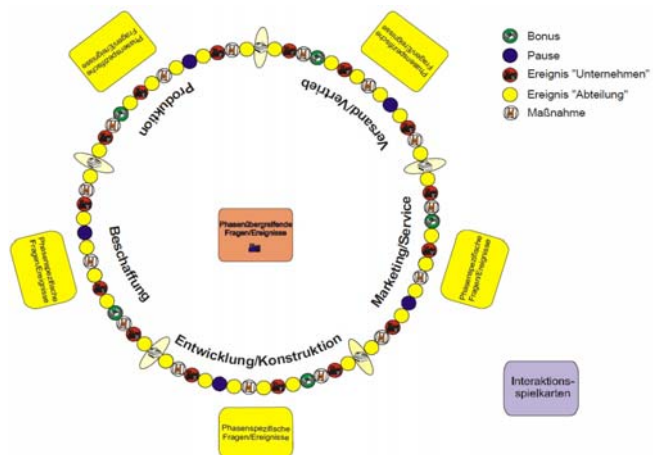 Phasenspezifische
Fragen/Ereignisse
Phasenspezifische
Fragen/Ereignisse
Bonus
Pause
Ereignis "Unternehmen"
Ereignis "Abteilung"
Maßnahme
Produktion
Versand/Vertrieb
Phasenübergreifende
Fragen/Ereignisse
Phasenspezifische
Fragen/Ereignisse
Beschaffung
Marketing/Service
Phasenspezifische
Fragen/Ereignisse
Entwicklung/Konstruktion
Interaktions-
spielkarten
Phasenspezifische
Fragen/Ereignisse